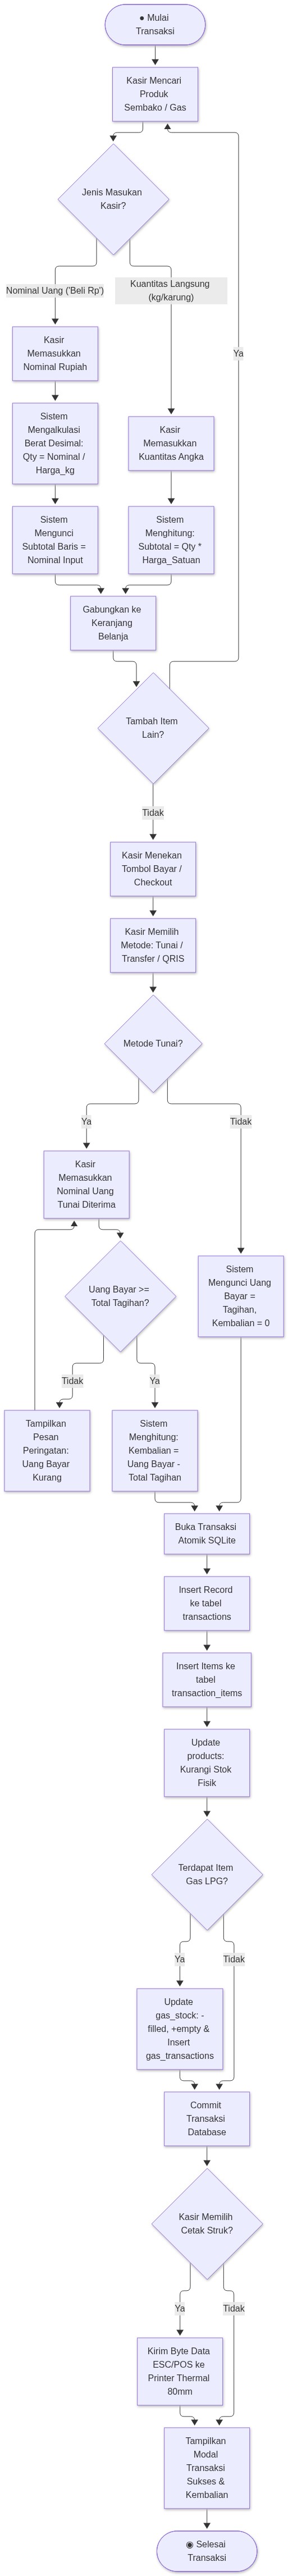 ● Mulai
Transaksi
Kasir Mencari
Produk
Sembako / Gas
Jenis Masukan
Kasir?
Ya
Nominal Uang ('Beli Rp')
Kuantitas Langsung
(kg/karung)
Kasir
Memasukkan
Nominal Rupiah
Sistem
Mengalkulasi
Berat Desimal:
Qty = Nominal /
Harga_kg
Kasir
Memasukkan
Kuantitas Angka
Sistem
Mengunci
Subtotal Baris =
Nominal Input
Sistem
Menghitung:
Subtotal = Qty *
Harga_Satuan
Gabungkan ke
Keranjang
Belanja
Tambah Item
Lain?
Tidak
Kasir Menekan
Tombol Bayar /
Checkout
Kasir Memilih
Metode: Tunai /
Transfer / QRIS
Metode Tunai?
Ya
Tidak
Kasir
Memasukkan
Nominal Uang
Tunai Diterima
Uang Bayar >=
Total Tagihan?
Sistem
Mengunci Uang
Bayar =
Tagihan,
Kembalian = 0
Tidak
Ya
Tampilkan
Pesan
Peringatan:
Uang Bayar
Kurang
Sistem
Menghitung:
Kembalian =
Uang Bayar -
Total Tagihan
Buka Transaksi
Atomik SQLite
Insert Record
ke tabel
transactions
Insert Items ke
tabel
transaction_items
Update
products:
Kurangi Stok
Fisik
Terdapat Item
Gas LPG?
Ya
Tidak
Update
gas_stock: -
filled, +empty &
Insert
gas_transactions
Commit
Transaksi
Database
Kasir Memilih
Cetak Struk?
Ya
Tidak
Kirim Byte Data
ESC/POS ke
Printer Thermal
80mm
Tampilkan
Modal
Transaksi
Sukses &
Kembalian
◉ Selesai
Transaksi